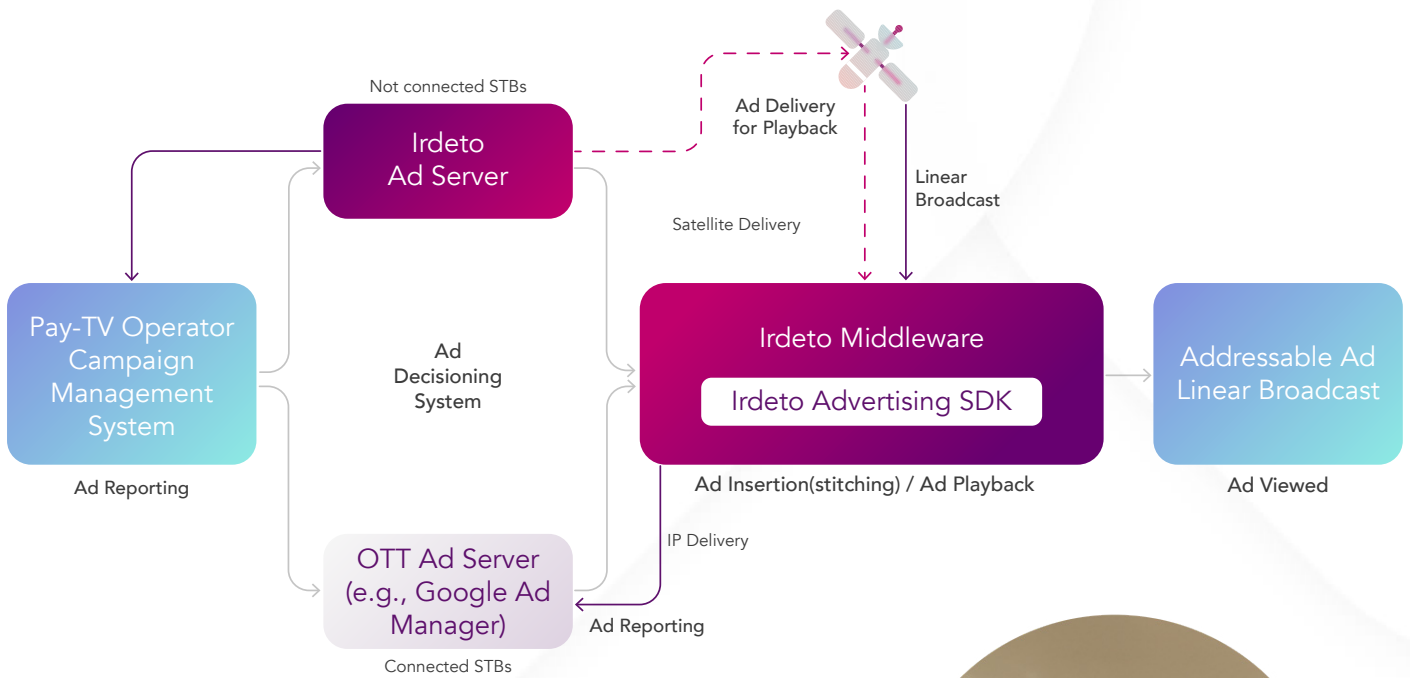 Not connected STBs
Irdeto
Ad Server
Ad Delivery
for Playback
Linear
Broadcast
Satellite Delivery
Pay-TV Operator
Campaign
Management
System
Ad Reporting
Ad
Decisioning
System
Irdeto Middleware
Irdeto Advertising SDK
Ad Insertion(stitching) / Ad Playback
Addressable Ad
Linear Broadcast
Ad Viewed
IP Delivery
OTT Ad Server
(e.g., Google Ad
Manager)
Ad Reporting
Connected STBs